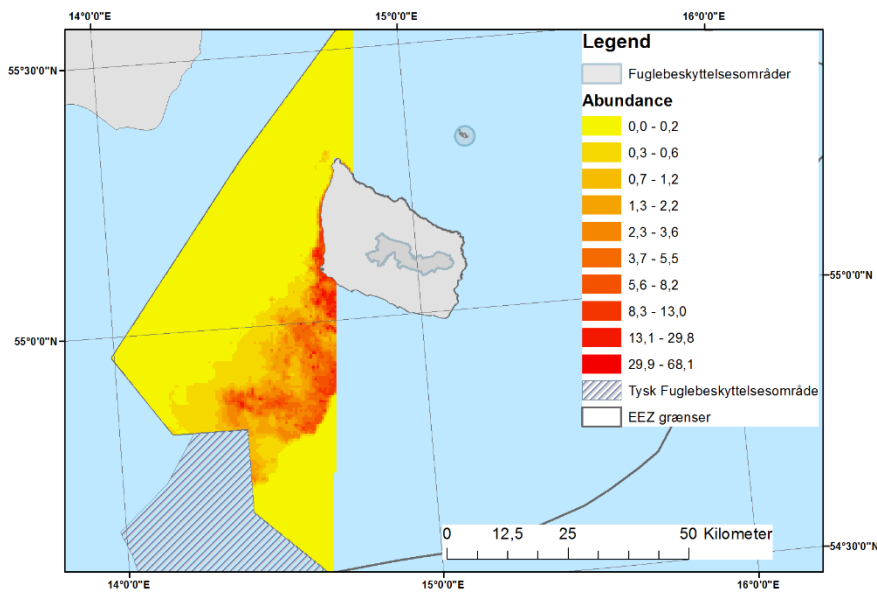 14°0'0"E 15°0'0"E 16°0'0"E
55°30'0"N
55°0'0"N
55°0'0"N
54°30'0"N
Legend
Fuglebeskyttelsesområder
Abundance
0,0 - 0,2
0,3 - 0,6
0,7 - 1,2
1,3 - 2,2
2,3 - 3,6
3,7 - 5,5
5,6 - 8,2
8,3 - 13,0
13,1 - 29,8
29,9 - 68,1
Tysk Fuglebeskyttelsesområde
EEZ grænser
0 12,5 25 50 Kilometer
14°0'0"E 15°0'0"E 16°0'0"E